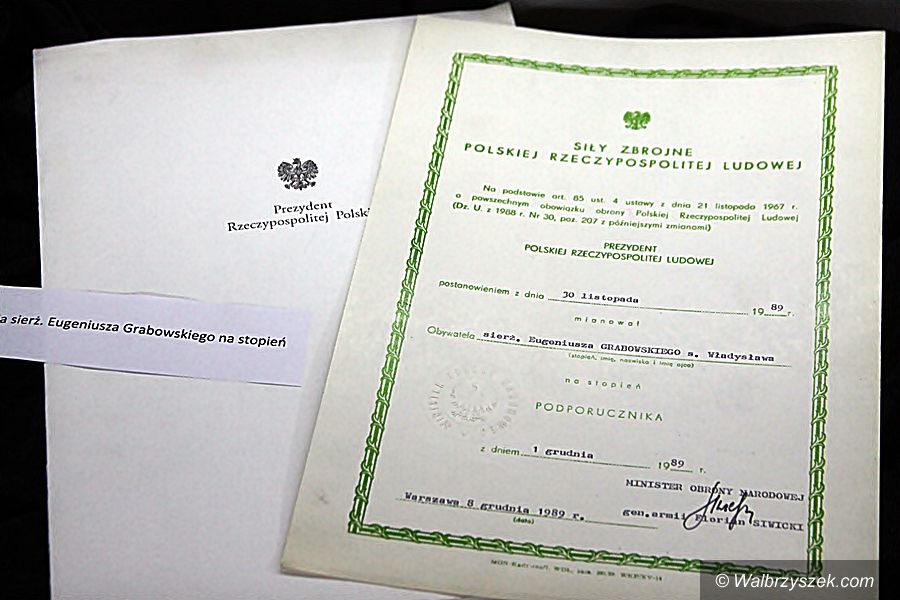 Prezydent
Rzeczypospolitej Polski
a sierż. Eugeniusza Grabowskiego na stopień
SIŁY ZBROJNE
POLSKIEJ RZECZYPOSPOLITEJ LUDOWEJ
Na podstawie art. 85 ust. 4 ustawy z dnia 21 listopada 1967 r.
o powszechnym obowiązku obrony Polskiej Rzeczypospolitej Ludowej
(Dz. U. z 1988 r. Nr 30, poz. 207 z późniejszymi zmianami)
PREZYDENT
POLSKIEJ RZECZYPOSPOLITEJ LUDOWEJ
postanowieniem z dnia 30 listopada 1989 r.
mianował
Obywatela sierż. Eugeniusza GRABOWSKIEGO s. Władysława
(stopień, imię, nazwisko i imię ojca)
na stopień
PODPORUCZNIKA
z dniem 1 grudnia 1989 r.
MINISTER OBRONY NARODOWEJ
Warszawa 8 grudnia 1989 r.
(data)
gen. armii Florian SIWICKI
© Walbrzyszek.com